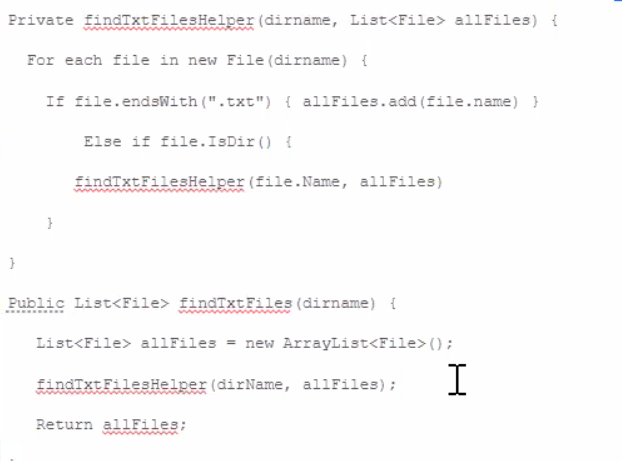 Private findTxtFilesHelper(dirname, List<File> allFiles) {
For each file in new File(dirname) {
If file.endsWith(".txt") { allFiles.add(file.name) }
Else if file.IsDir() {
findTxtFilesHelper(file.Name, allFiles)
}
}
Public List<File> findTxtFiles(dirname) {
List<File> allFiles = new ArrayList<File>();
findTxtFilesHelper(dirName, allFiles);
Return allFiles;